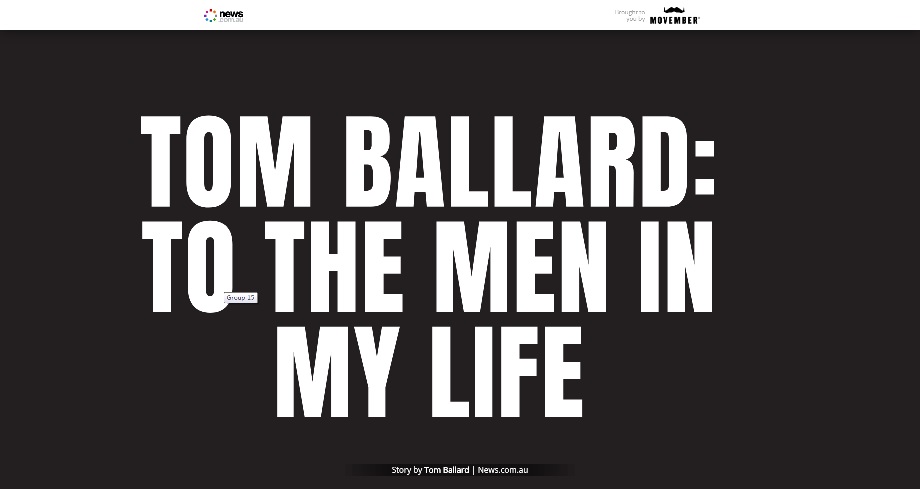 news
.com.au
Brought to
you by
MOVEMBER
TOM BALLARD:
TO THE MEN IN
MY LIFE
Group 15
Story by Tom Ballard | News.com.au